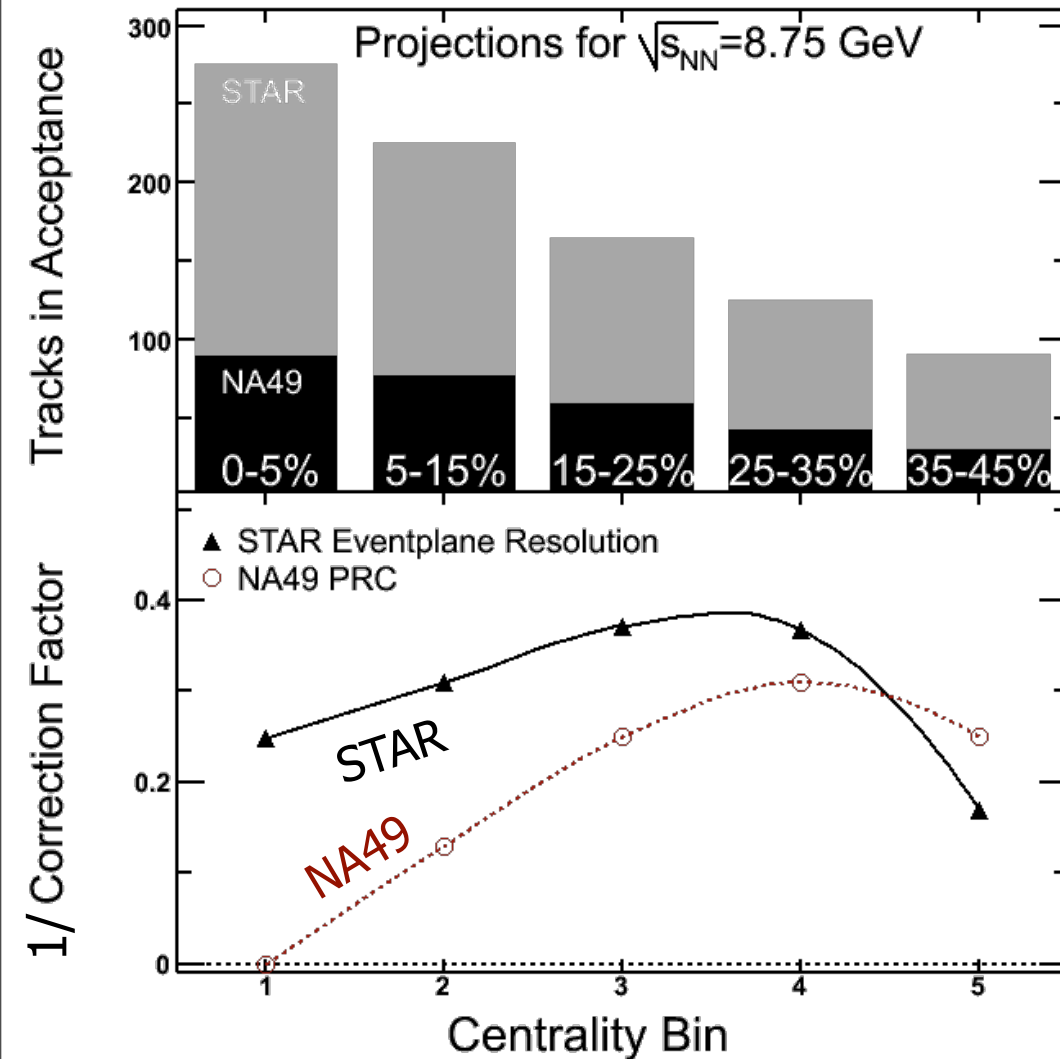 Projections for √sNN=8.75 GeV
300
200
100
Tracks in Acceptance
STAR
NA49
0-5%
5-15%
15-25%
25-35%
35-45%
STAR Eventplane Resolution
NA49 PRC
0.4
0.2
0
1/ Correction Factor
STAR
NA49
1
2
3
4
5
Centrality Bin